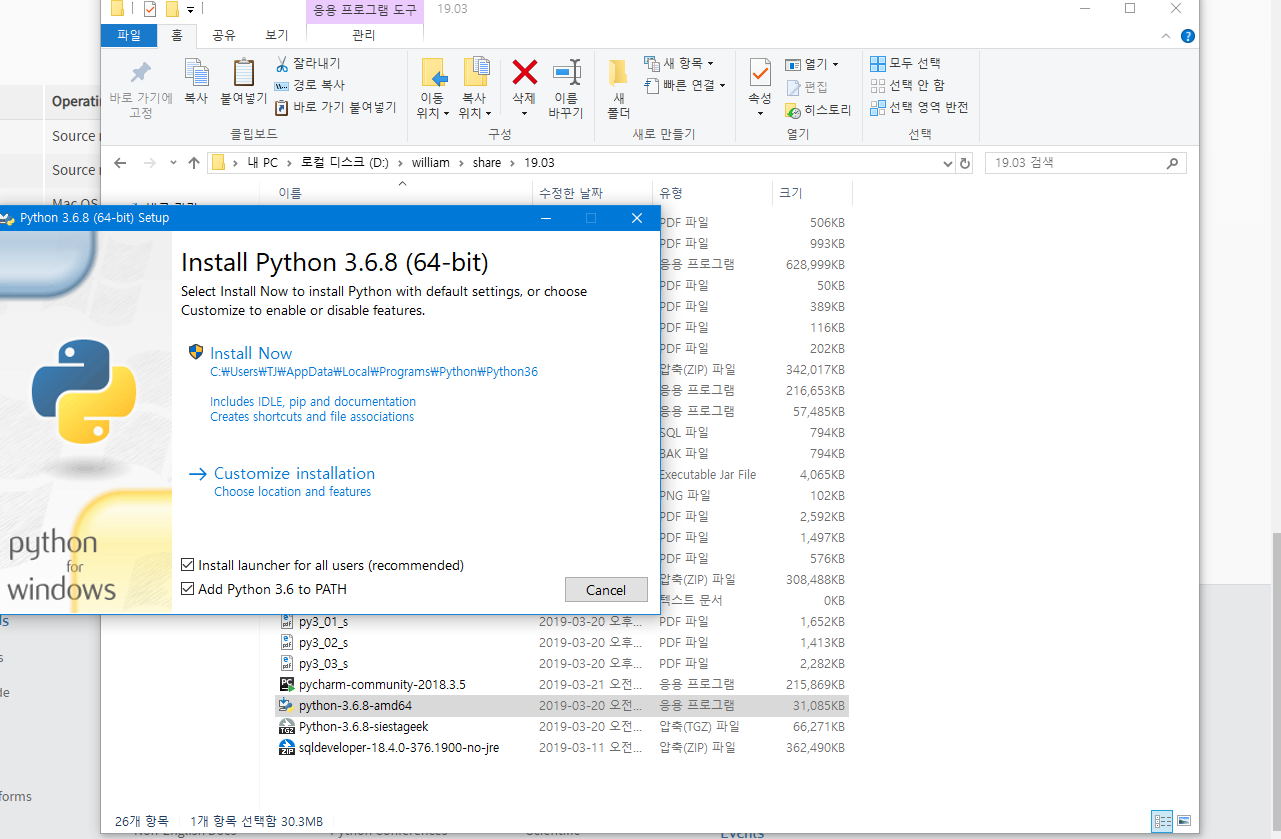 응용 프로그램 도구 19.03
파일 홈 공유 보기 관리
바로 가기에 고정
복사
붙여넣기
잘라내기
경로 복사
바로 가기 붙여넣기
클립보드
이동 위치
복사 위치
삭제
이름 바꾸기
구성
새 폴더
새 항목
빠른 연결
새로 만들기
속성
열기
편집
히스토리
열기
모두 선택
선택 안 함
선택 영역 반전
선택
내 PC > 로컬 디스크 (D:) > william > share > 19.03
19.03 검색
이름 수정한 날짜 유형 크기
Source
Source
Mac OS
Python 3.6.8 (64-bit) Setup
Install Python 3.6.8 (64-bit)
Select Install Now to install Python with default settings, or choose
Customize to enable or disable features.
Install Now
C:₩Users₩TJ₩AppData₩Local₩Programs₩Python₩Python36
Includes IDLE, pip and documentation
Creates shortcuts and file associations
Customize installation
Choose location and features
Install launcher for all users (recommended)
Add Python 3.6 to PATH
Cancel
python
for
windows
PDF 파일 506KB
PDF 파일 993KB
응용 프로그램 628,999KB
PDF 파일 50KB
PDF 파일 389KB
PDF 파일 116KB
PDF 파일 202KB
압축(ZIP) 파일 342,017KB
응용 프로그램 216,653KB
응용 프로그램 57,485KB
SQL 파일 794KB
BAK 파일 794KB
Executable Jar File 4,065KB
PNG 파일 102KB
PDF 파일 2,592KB
PDF 파일 1,497KB
PDF 파일 576KB
압축(ZIP) 파일 308,488KB
텍스트 문서 0KB
py3_01_s 2019-03-20 오후... PDF 파일 1,652KB
py3_02_s 2019-03-20 오후... PDF 파일 1,413KB
py3_03_s 2019-03-20 오후... PDF 파일 2,282KB
pycharm-community-2018.3.5 2019-03-21 오전... 응용 프로그램 215,869KB
python-3.6.8-amd64 2019-03-20 오전... 응용 프로그램 31,085KB
Python-3.6.8-siestageek 2019-03-20 오전... 압축(TGZ) 파일 66,271KB
sqldeveloper-18.4.0-376.1900-no-jre 2019-03-11 오전... 압축(ZIP) 파일 362,490KB
26개 항목 1개 항목 선택함 30.3MB
Non-English Docs Python Conferences Scientific Events